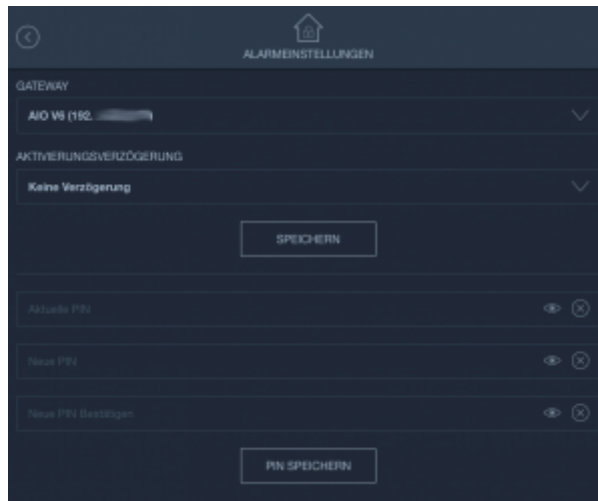 ALARMEINSTELLUNGEN
GATEWAY
AIO V6 (192.
AKTIVIERUNGSVERZÖGERUNG
Keine Verzögerung
SPEICHERN
Aktuelle PIN
Neue PIN
Neue PIN Bestätigen
PIN SPEICHERN